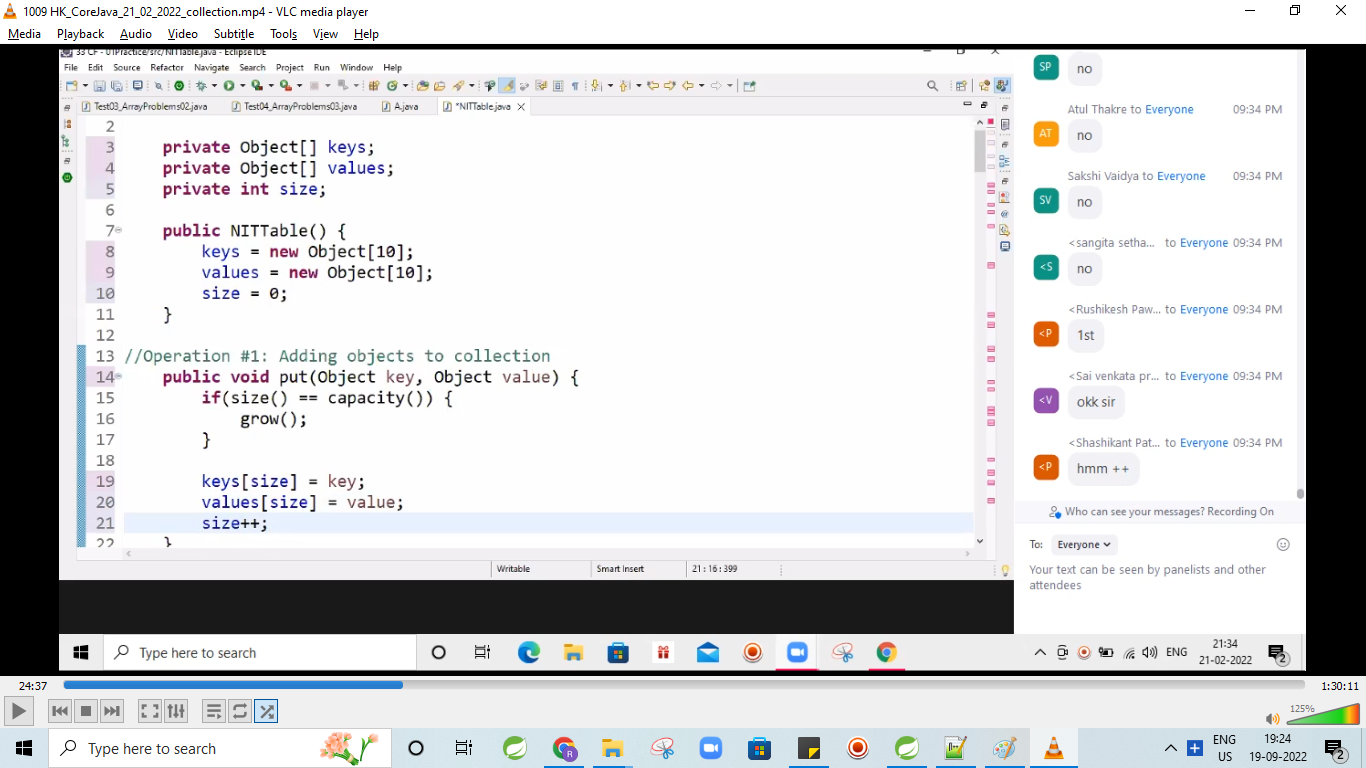 1009 HK_CoreJava_21_02_2022_collection.mp4 - VLC media player
Media Playback Audio Video Subtitle Tools View Help
33 CF - 01Practice/src/NITTable.java - Eclipse IDE
File Edit Source Refactor Navigate Search Project Run Window Help
Test03_ArrayProblems02.java Test04_ArrayProblems03.java A.java *NITTable.java
2
3 private Object[] keys;
4 private Object[] values;
5 private int size;
6
7 public NITTable() {
8 keys = new Object[10];
9 values = new Object[10];
10 size = 0;
11 }
12
13 //Operation #1: Adding objects to collection
14 public void put(Object key, Object value) {
15 if(size() == capacity()) {
16 grow();
17 }
18
19 keys[size] = key;
20 values[size] = value;
21 size++;
22 }
Writable Smart Insert 21 : 16 : 399
SP no
Atul Thakre to Everyone 09:34 PM
AT no
Sakshi Vaidya to Everyone 09:34 PM
SV no
<sangita setha... to Everyone 09:34 PM
<S no
<Rushikesh Paw... to Everyone 09:34 PM
<P 1st
<Sai venkata pr... to Everyone 09:34 PM
<V okk sir
<Shashikant Pat... to Everyone 09:34 PM
<P hmm ++
Who can see your messages? Recording On
To: Everyone
Your text can be seen by panelists and other
attendees
Type here to search
ENG
21:34
21-02-2022
2
24:37 1:30:11
125%
Type here to search
R
ENG
US
19:24
19-09-2022
2